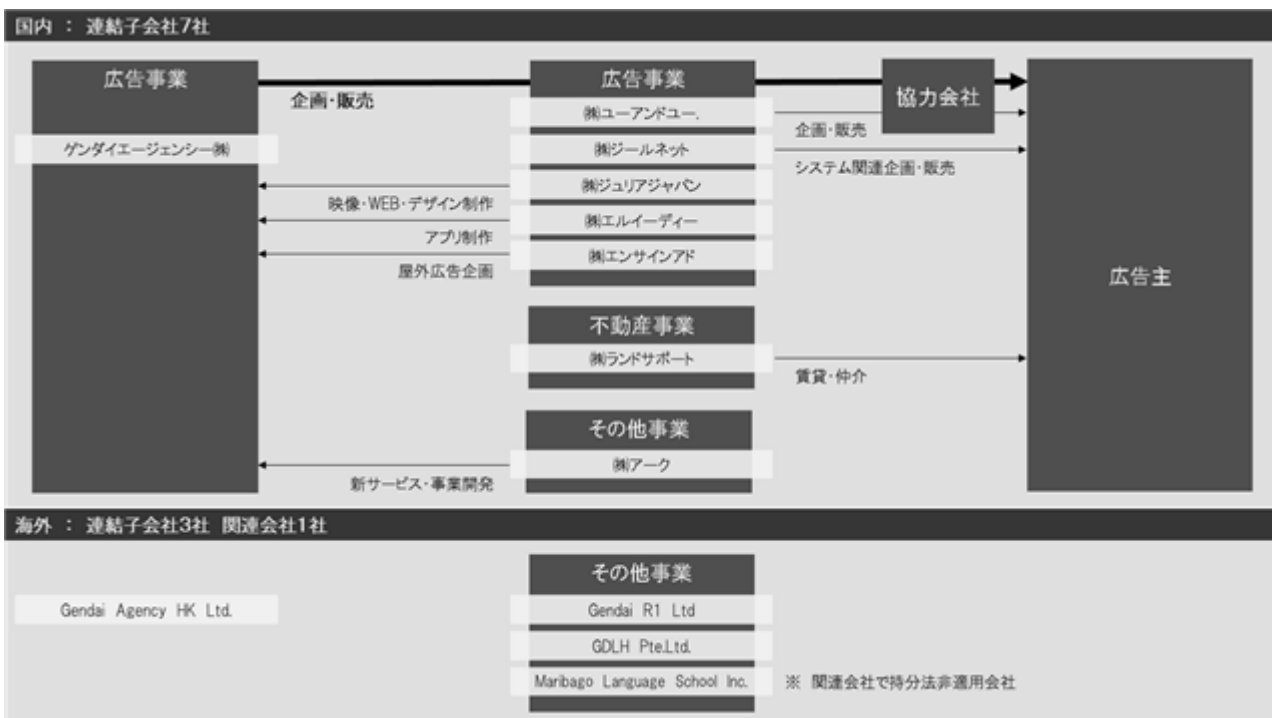 国内 ： 連結子会社7社
広告事業
ゲンダイエージェンシー㈱
企画・販売
広告事業
㈱ユーアンドユー.
㈱ジールネット
㈱ジュリアジャパン
㈱エルイーディー
㈱エンサインアド
映像・WEB・デザイン制作
アプリ制作
屋外広告企画
協力会社
企画・販売
システム関連企画・販売
広告主
不動産事業
㈱ランドサポート
賃貸・仲介
その他事業
㈱アーク
新サービス・事業開発
海外 ： 連結子会社3社 関連会社1社
Gendai Agency HK Ltd.
その他事業
Gendai R1 Ltd
GDLH Pte.Ltd.
Maribago Language School Inc.
※ 関連会社で持分法非適用会社